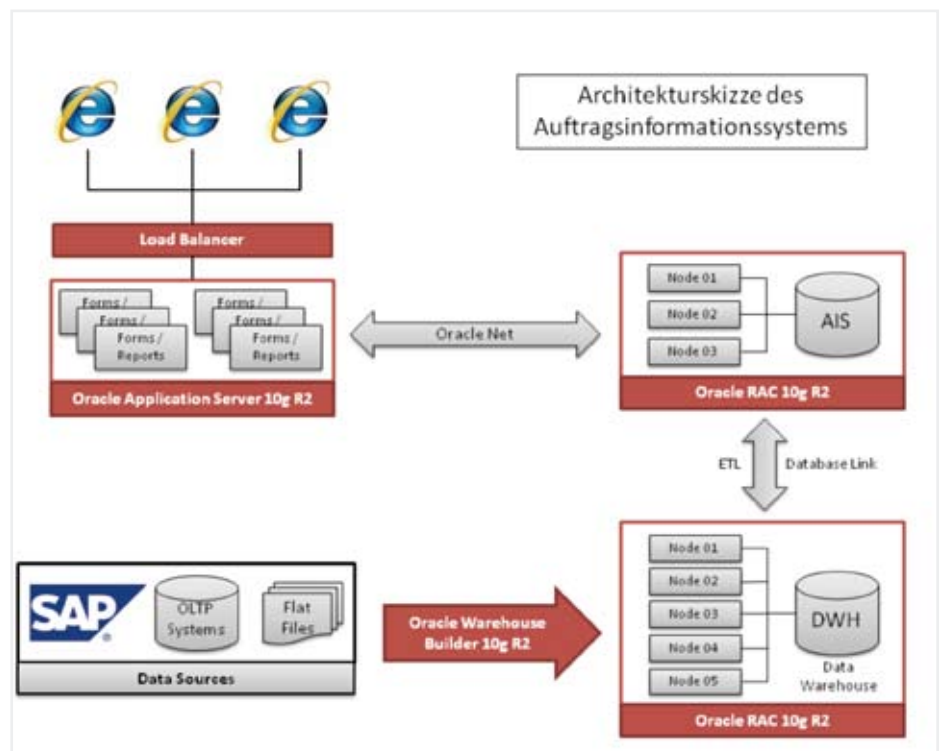 Architekturskizze des
Auftragsinformationssystems
Load Balancer
Forms /
Forms /
Forms /
Reports
Forms /
Forms /
Forms /
Reports
Oracle Application Server 10g R2
Oracle Net
Node 01
Node 02
Node 03
AIS
Oracle RAC 10g R2
ETL
Database Link
SAP
®
OLTP
Systems
Flat
Files
Data Sources
Oracle Warehouse
Builder 10g R2
Node 01
Node 02
Node 03
Node 04
Node 05
DWH
Data
Warehouse
Oracle RAC 10g R2